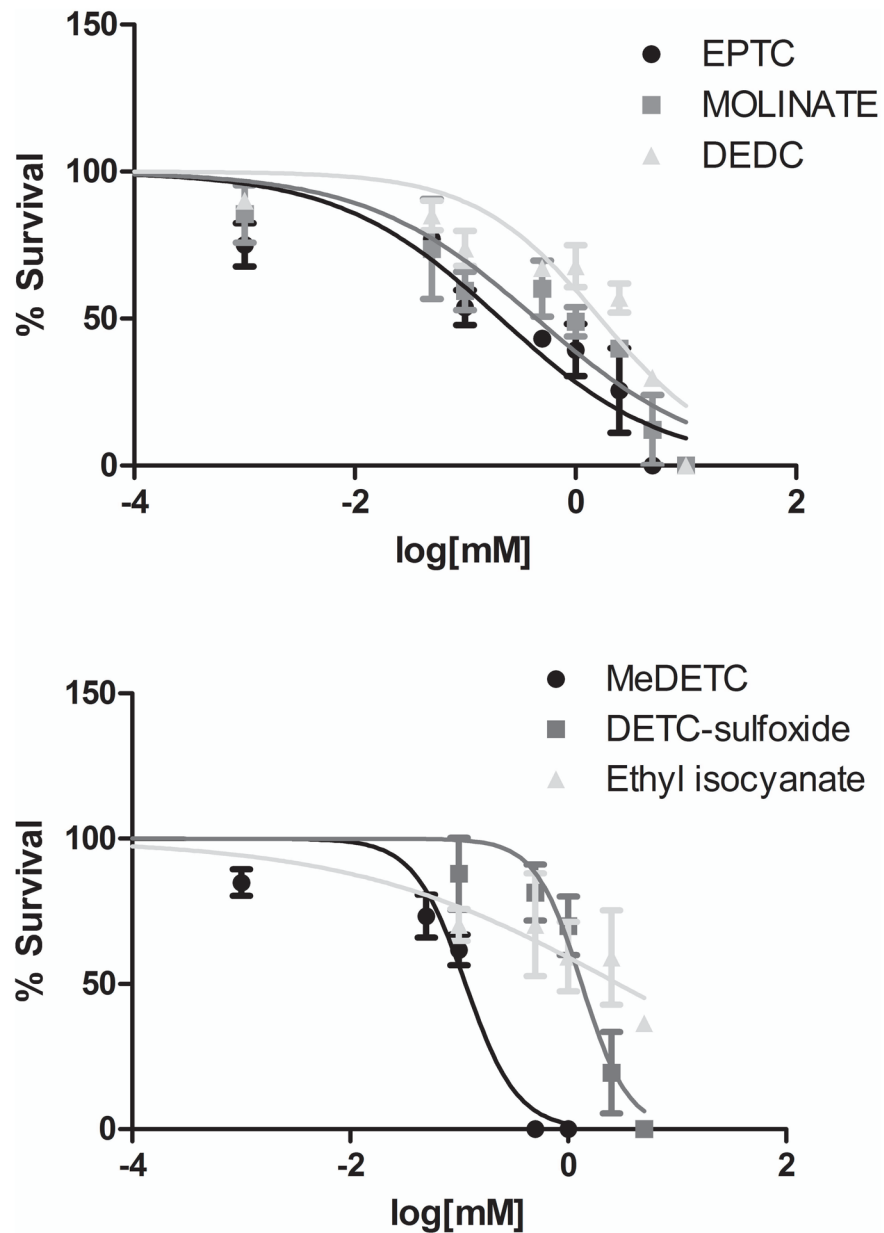 150
EPTC
MOLINATE
DEDC
% Survival
100
50
0
-4
-2
0
2
log[mM]
150
MeDETC
DETC-sulfoxide
Ethyl isocyanate
% Survival
100
50
0
-4
-2
0
2
log[mM]